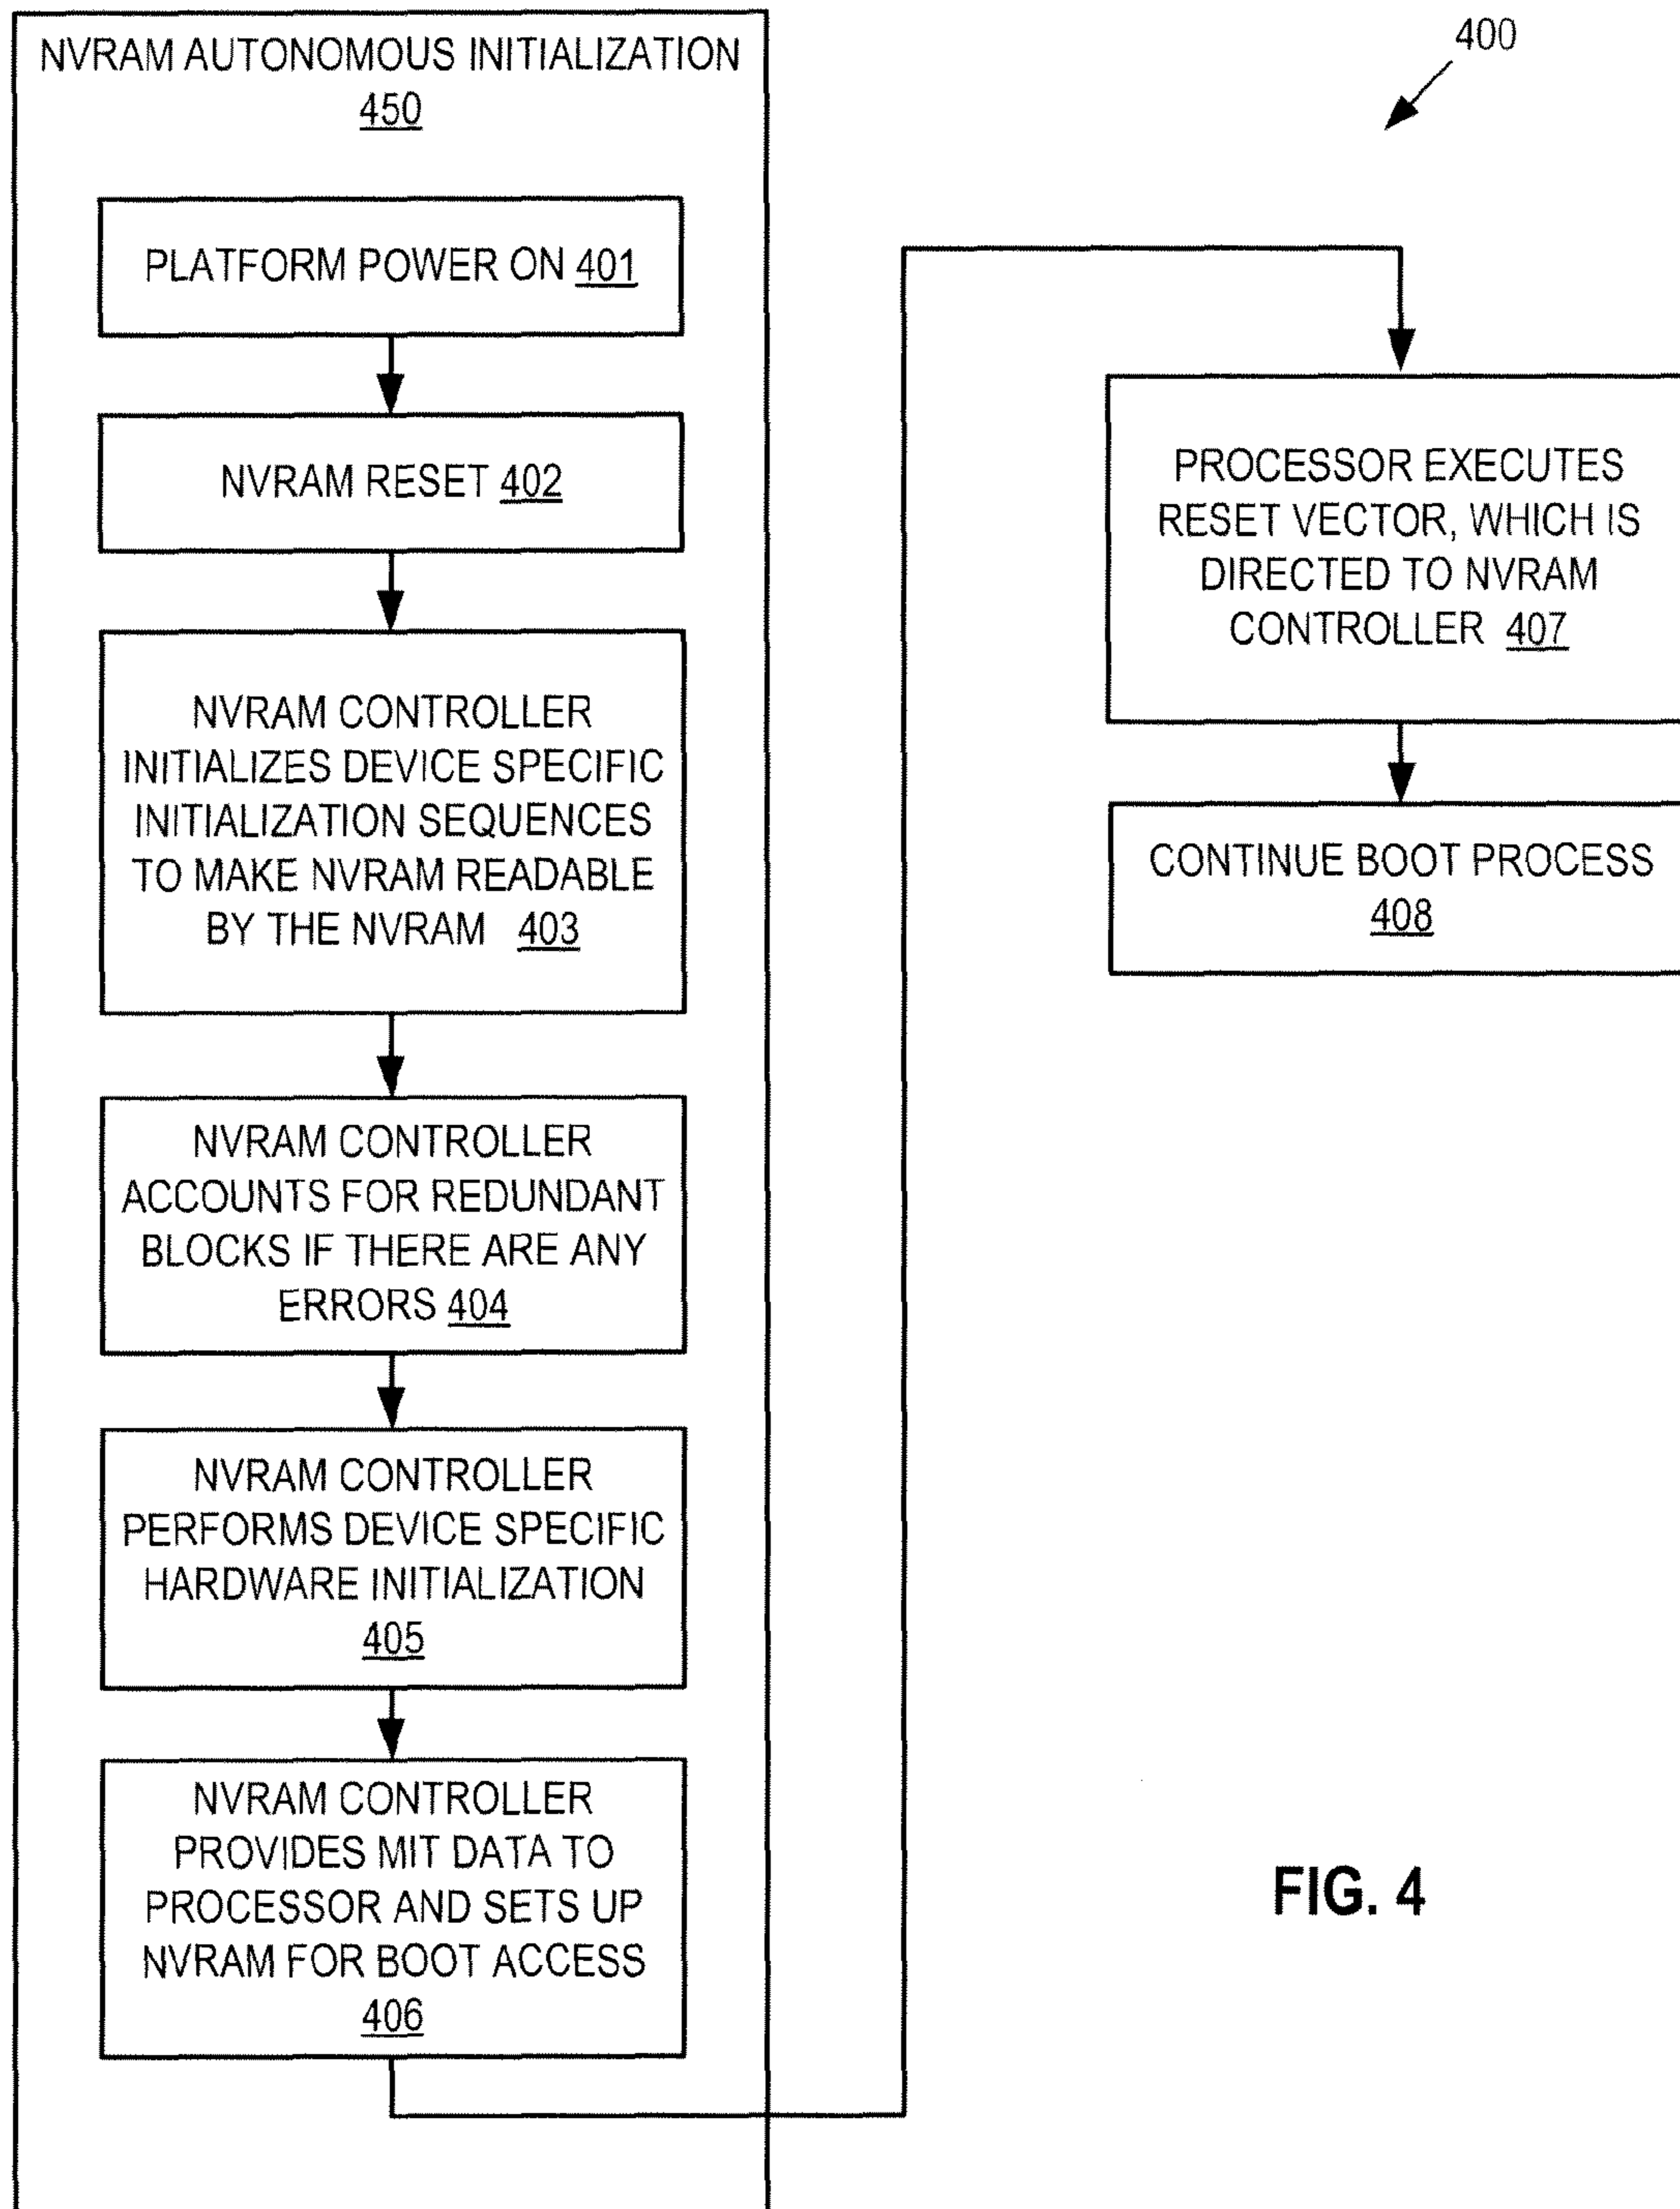 NVRAM AUTONOMOUS INITIALIZATION
450
PLATFORM POWER ON 401
NVRAM RESET 402
NVRAM CONTROLLER
INITIALIZES DEVICE SPECIFIC
INITIALIZATION SEQUENCES
TO MAKE NVRAM READABLE
BY THE NVRAM 403
NVRAM CONTROLLER
ACCOUNTS FOR REDUNDANT
BLOCKS IF THERE ARE ANY
ERRORS 404
NVRAM CONTROLLER
PERFORMS DEVICE SPECIFIC
HARDWARE INITIALIZATION
405
NVRAM CONTROLLER
PROVIDES MIT DATA TO
PROCESSOR AND SETS UP
NVRAM FOR BOOT ACCESS
406
400
PROCESSOR EXECUTES
RESET VECTOR, WHICH IS
DIRECTED TO NVRAM
CONTROLLER 407
CONTINUE BOOT PROCESS
408
FIG. 4